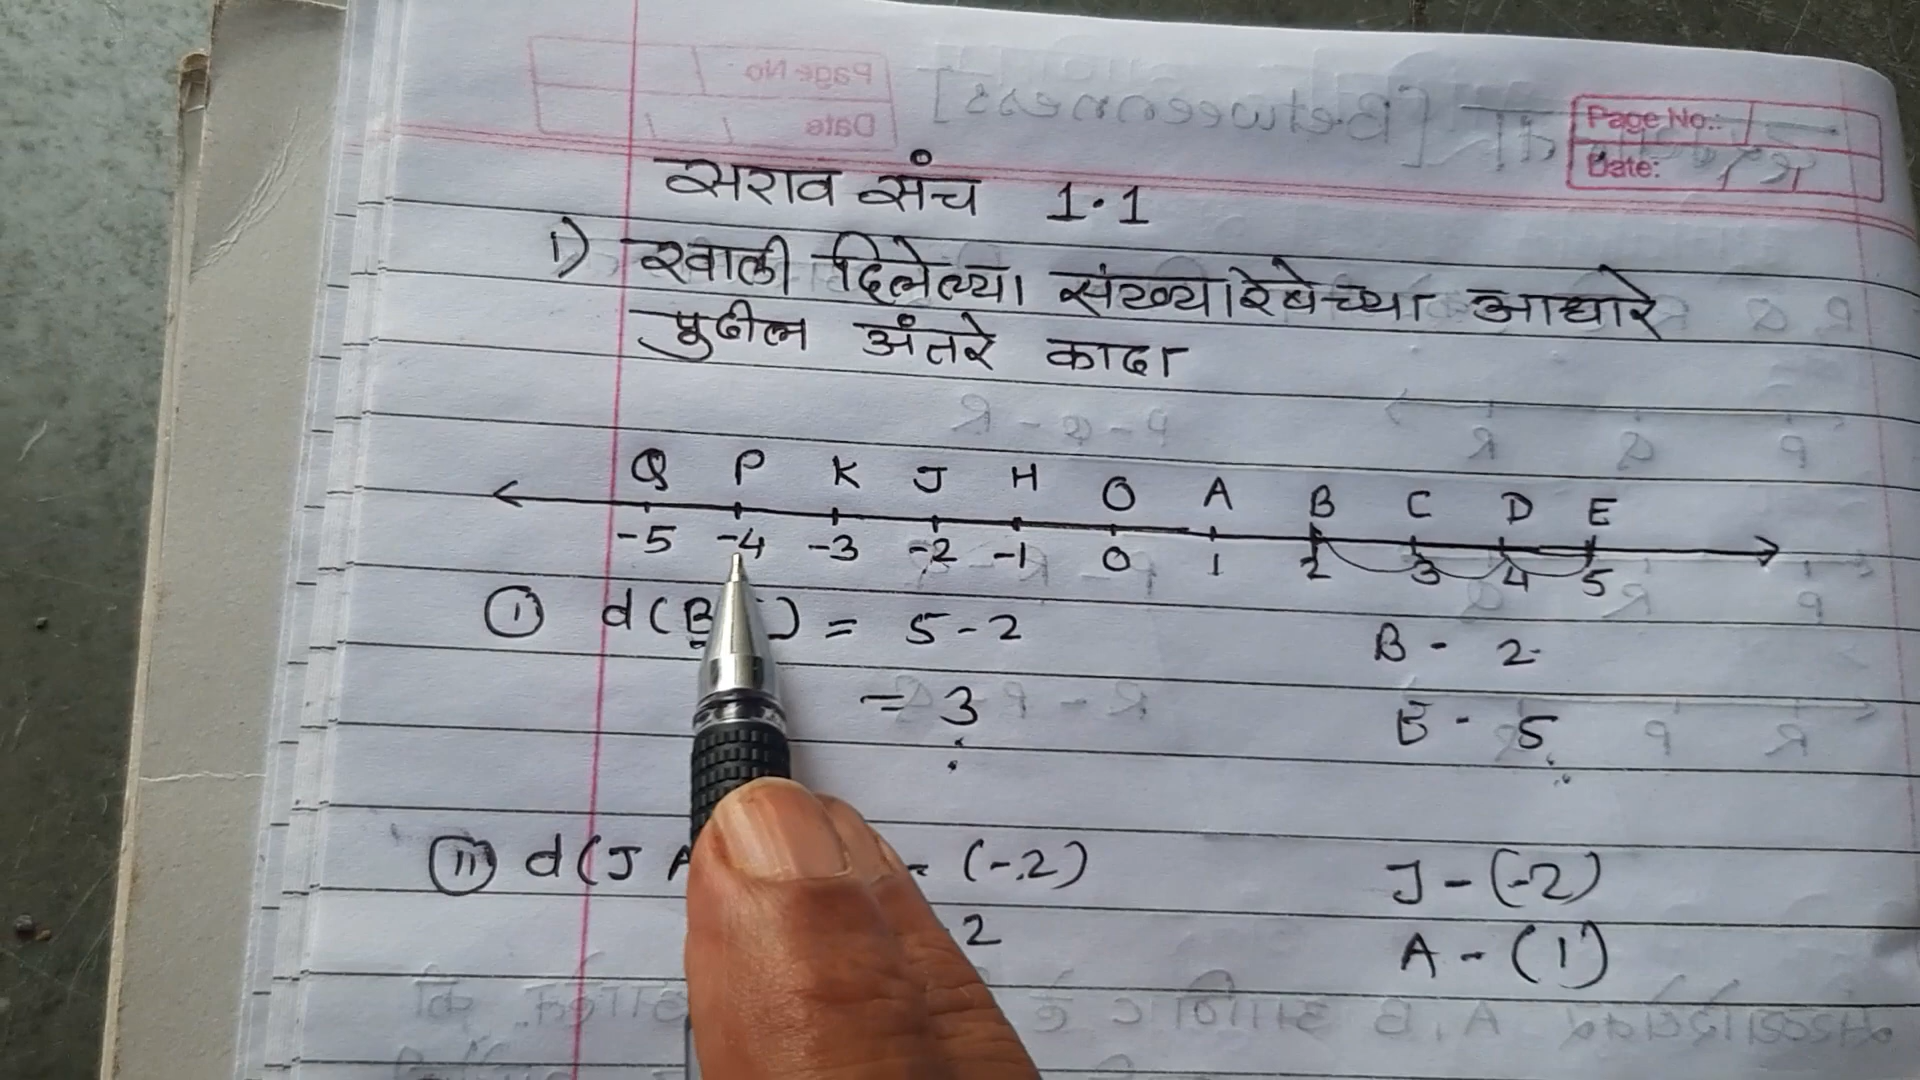 Page No.:
Date:
सराव संच 1.1
1) खाली दिलेल्या संख्यारेषेच्या आधारे
पुढील अंतरे काढा
Q P K J H O A B C D E
-5 -4 -3 -2 -1 0 1 2 3 4 5
(i) d(B ) = 5-2
B - 2
= 3
E - 5
(ii) d(J A (-2)
J - (-2)
2
A - (1)